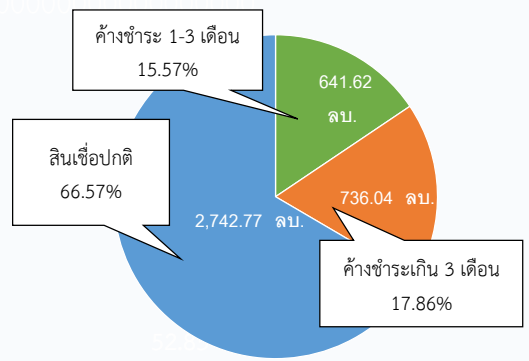 ค้างชำระ 1-3 เดือน
15.57%
641.62
ลบ.
สินเชื่อปกติ
66.57%
2,742.77 ลบ.
736.04 ลบ.
ค้างชำระเกิน 3 เดือน
17.86%